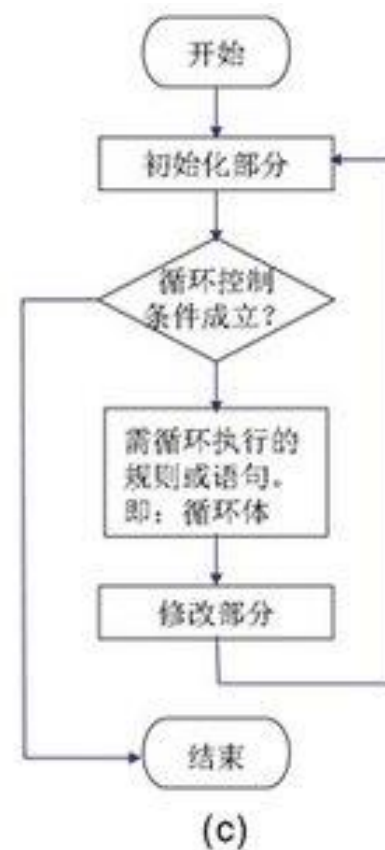 开始
初始化部分
循环控制
条件成立?
需循环执行的
规则或语句。
即：循环体
修改部分
结束
(c)